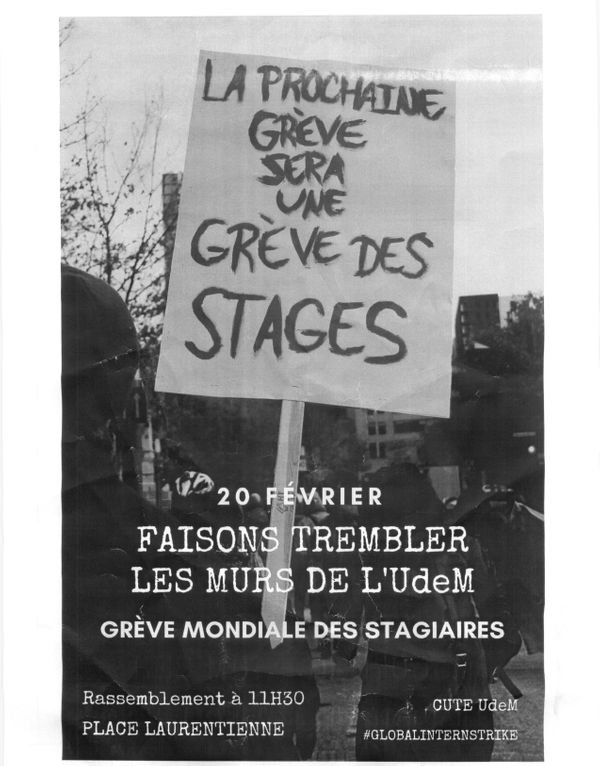 LA PROCHAINE
GRÈVE
SERA
UNE
GRÈVE DES
STAGES
20 FÉVRIER
FAISONS TREMBLER
LES MURS DE L'UdeM
GRÈVE MONDIALE DES STAGIAIRES
Rassemblement à 11H30
PLACE LAURENTIENNE
CUTE UdeM
#GLOBALINTERNSTRIKE